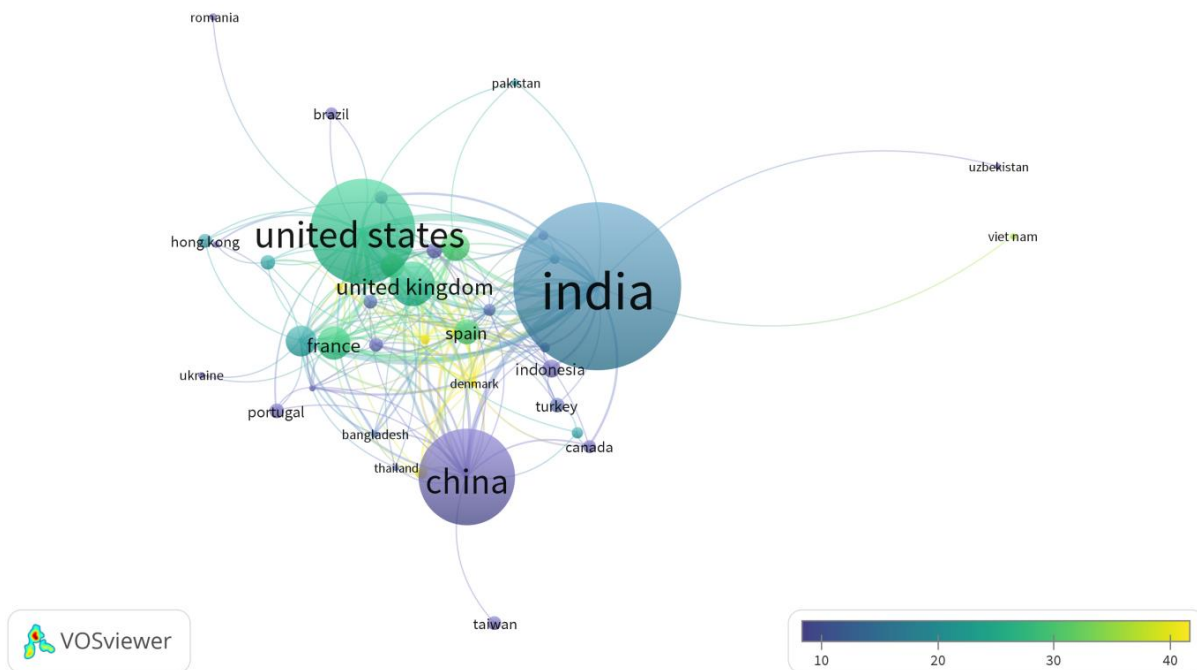 romania
pakistan
brazil
uzbekistan
united states
hong kong
viet nam
united kingdom
india
spain
france
indonesia
ukraine
denmark
turkey
portugal
bangladesh
canada
thailand
china
taiwan
VOSviewer
10 20 30 40